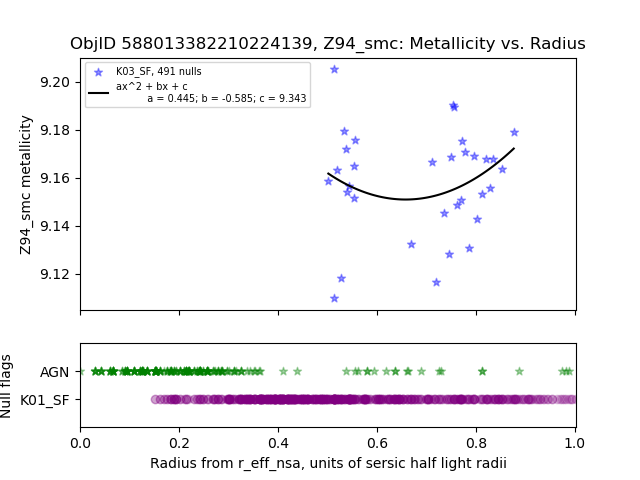 ObjID 588013382210224139, Z94_smc: Metallicity vs. Radius
K03_SF, 491 nulls
ax^2 + bx + c
a = 0.445; b = -0.585; c = 9.343
9.20
9.18
9.16
9.14
9.12
Z94_smc metallicity
AGN
K01_SF
Null flags
0.0 0.2 0.4 0.6 0.8 1.0
Radius from r_eff_nsa, units of sersic half light radii